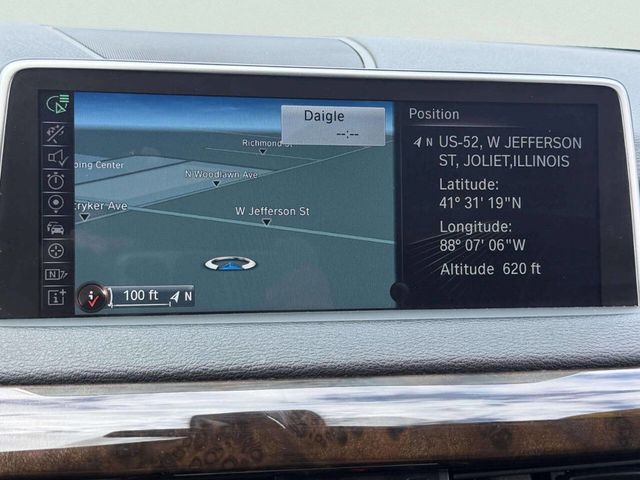 Daigle
--:--
Richmond St
ping Center
N Woodlawn Ave
ryker Ave
W Jefferson St
100 ft
N
N
Position
N US-52, W JEFFERSON
ST, JOLIET,ILLINOIS
Latitude:
41° 31' 19"N
Longitude:
88° 07' 06"W
Altitude 620 ft